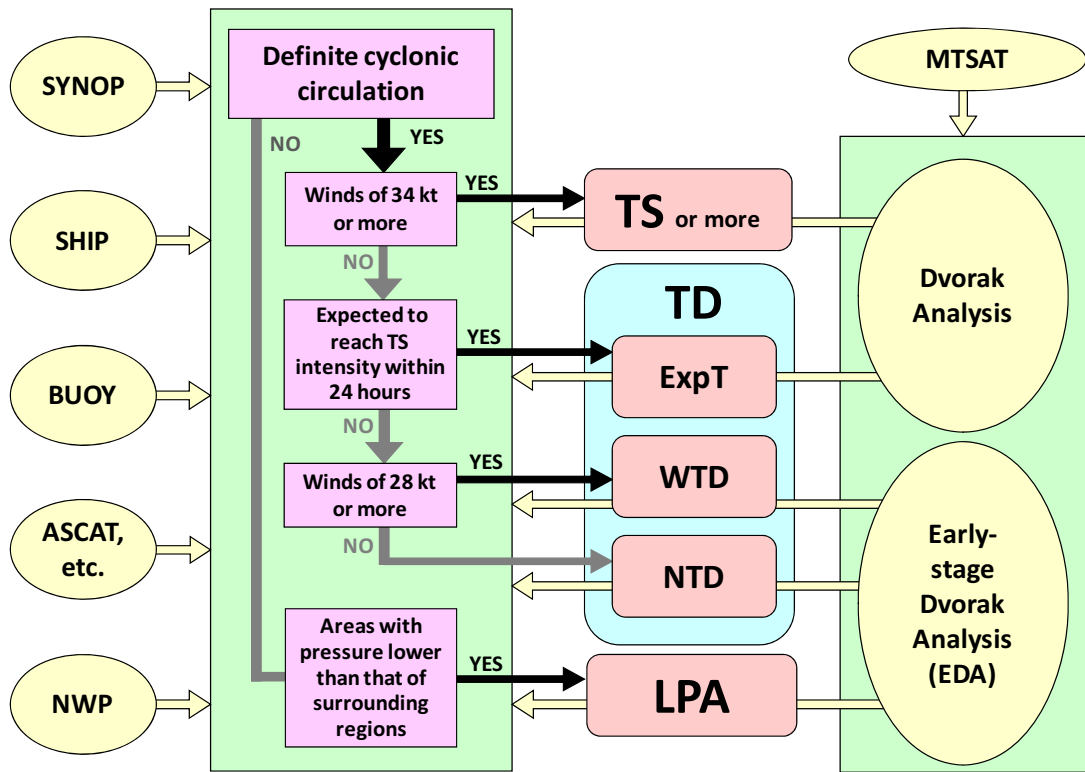 SYNOP
SHIP
BUOY
ASCAT,
etc.
NWP
Definite cyclonic
circulation
NO
YES
Winds of 34 kt
or more
YES
NO
Expected to
reach TS
intensity within
24 hours
YES
NO
Winds of 28 kt
or more
YES
NO
Areas with
pressure lower
than that of
surrounding
regions
YES
TS or more
TD
ExpT
WTD
NTD
LPA
MTSAT
Dvorak
Analysis
Early-
stage
Dvorak
Analysis
(EDA)